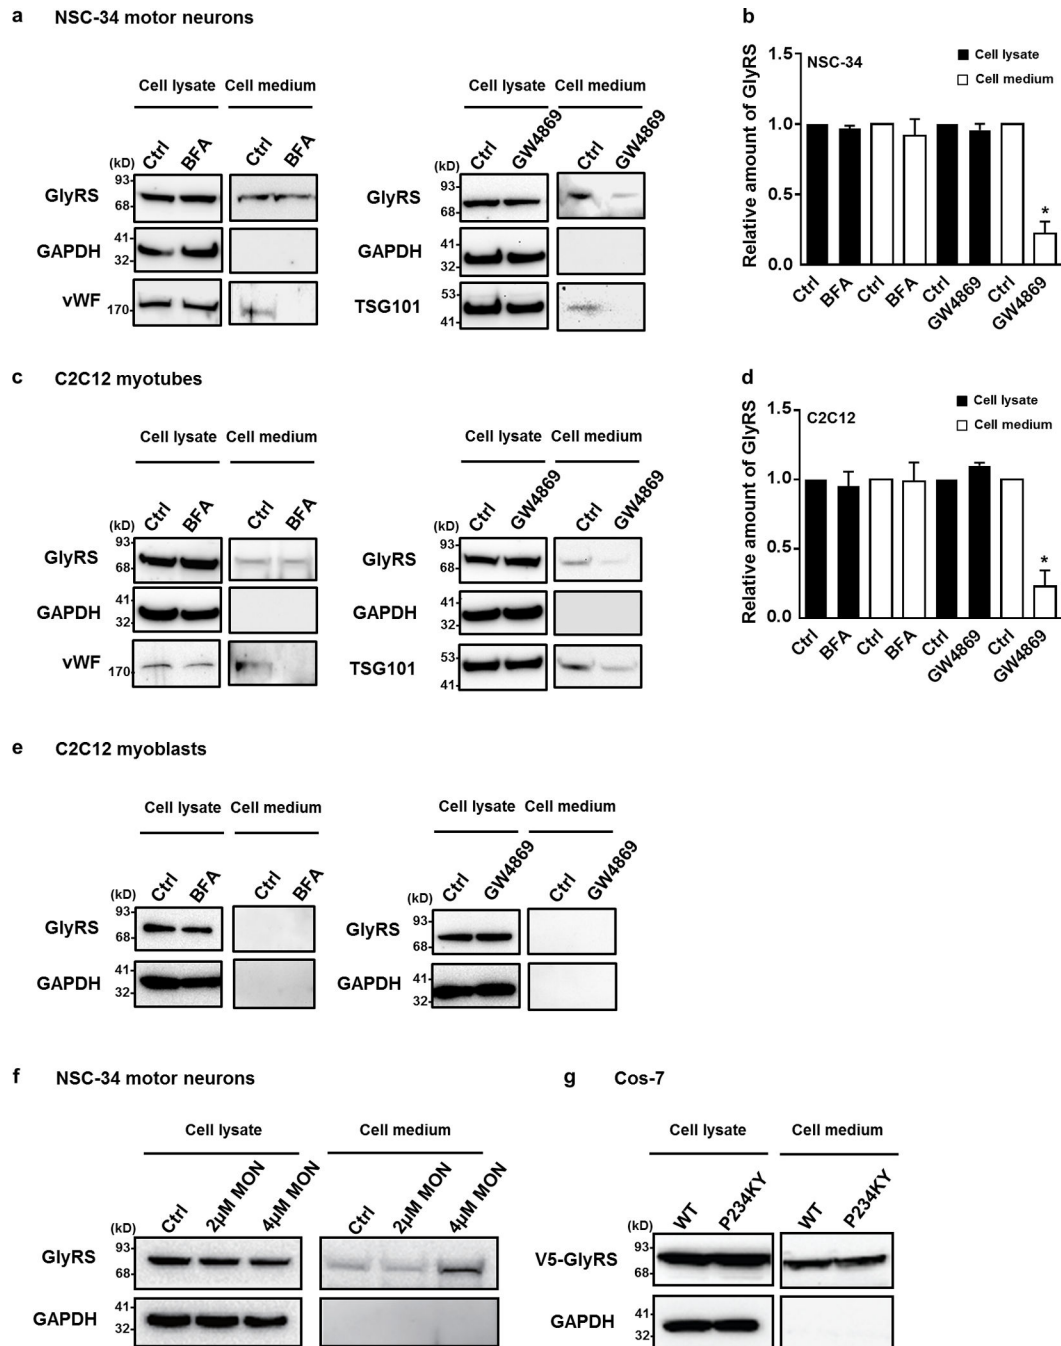 a NSC-34 motor neurons
Cell lysate Cell medium
Ctrl BFA Ctrl BFA
(kD)
GlyRS 93- 68-
GAPDH 41- 32-
vWF 170-
Cell lysate Cell medium
Ctrl GW4869 Ctrl GW4869
(kD)
GlyRS 93- 68-
GAPDH 41- 32-
TSG101 53- 41-
b
Cell lysate
Cell medium
NSC-34
Relative amount of GlyRS
1.5
1.0
0.5
0.0
*
Ctrl BFA Ctrl BFA Ctrl GW4869 Ctrl GW4869
c C2C12 myotubes
Cell lysate Cell medium
Ctrl BFA Ctrl BFA
(kD)
GlyRS 93- 68-
GAPDH 41- 32-
vWF 170-
Cell lysate Cell medium
Ctrl GW4869 Ctrl GW4869
(kD)
GlyRS 93- 68-
GAPDH 41- 32-
TSG101 53- 41-
d
Cell lysate
Cell medium
C2C12
Relative amount of GlyRS
1.5
1.0
0.5
0.0
*
Ctrl BFA Ctrl BFA Ctrl GW4869 Ctrl GW4869
e C2C12 myoblasts
Cell lysate Cell medium
Ctrl BFA Ctrl BFA
(kD)
GlyRS 93- 68-
GAPDH 41- 32-
Cell lysate Cell medium
Ctrl GW4869 Ctrl GW4869
(kD)
GlyRS 93- 68-
GAPDH 41- 32-
f NSC-34 motor neurons
Cell lysate Cell medium
Ctrl 2µM MON 4µM MON Ctrl 2µM MON 4µM MON
(kD)
GlyRS 93- 68-
GAPDH 41- 32-
g Cos-7
Cell lysate Cell medium
WT P234KY WT P234KY
(kD)
V5-GlyRS 93- 68-
GAPDH 41- 32-